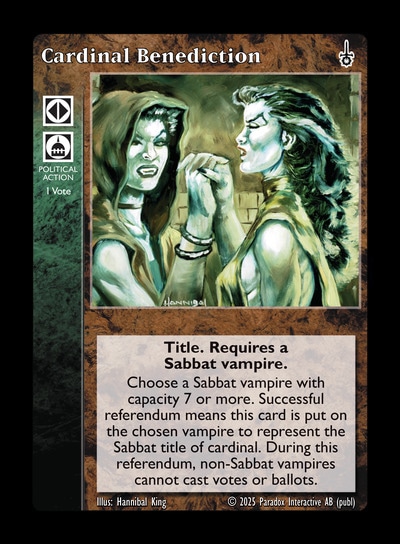 Cardinal Benediction
POLITICAL
ACTION
1 Vote
HANNIBAL
Title. Requires a
Sabbat vampire.
Choose a Sabbat vampire with
capacity 7 or more. Successful
referendum means this card is put on
the chosen vampire to represent the
Sabbat title of cardinal. During this
referendum, non-Sabbat vampires
cannot cast votes or ballots.
Illus: Hannibal King © 2025 Paradox Interactive AB (publ)